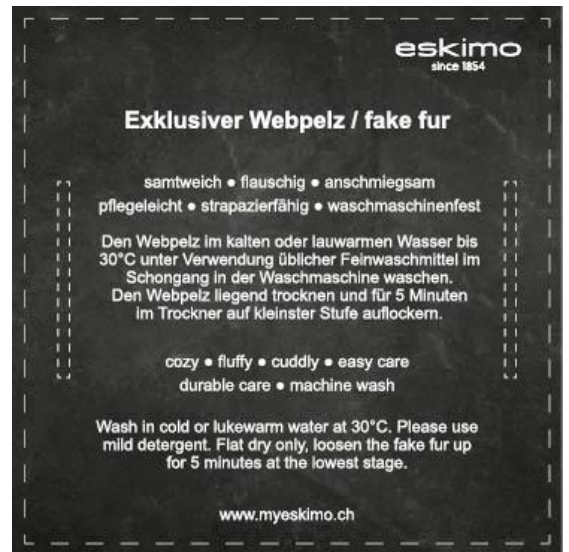 eskimo
since 1854
Exklusiver Webpelz / fake fur
samtweich ● flauschig ● anschmiegsam
pflegeleicht ● strapazierfähig ● waschmaschinenfest
Den Webpelz im kalten oder lauwarmen Wasser bis
30°C unter Verwendung üblicher Feinwaschmittel im
Schongang in der Waschmaschine waschen.
Den Webpelz liegend trocknen und für 5 Minuten
im Trockner auf kleinster Stufe auflockern.
cozy ● fluffy ● cuddly ● easy care
durable care ● machine wash
Wash in cold or lukewarm water at 30°C. Please use
mild detergent. Flat dry only, loosen the fake fur up
for 5 minutes at the lowest stage.
www.myeskimo.ch